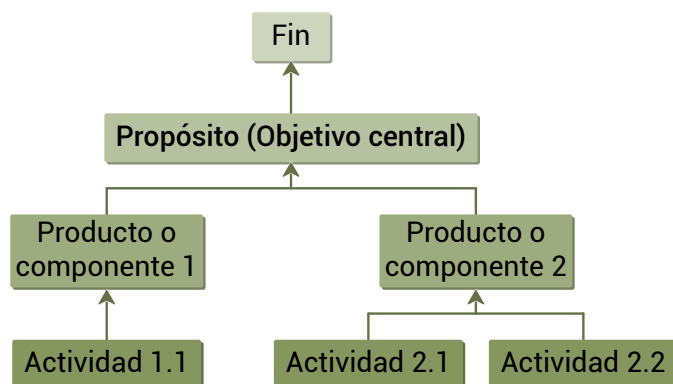 Fin
Propósito (Objetivo central)
Producto o
componente 1
Producto o
componente 2
Actividad 1.1
Actividad 2.1
Actividad 2.2